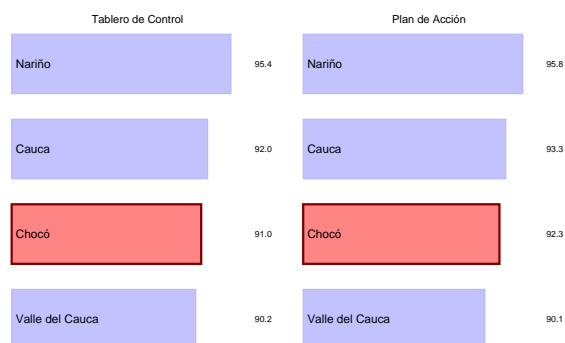 Tablero de Control
Nariño 95.4
Cauca 92.0
Chocó 91.0
Valle del Cauca 90.2
Plan de Acción
Nariño 95.8
Cauca 93.3
Chocó 92.3
Valle del Cauca 90.1